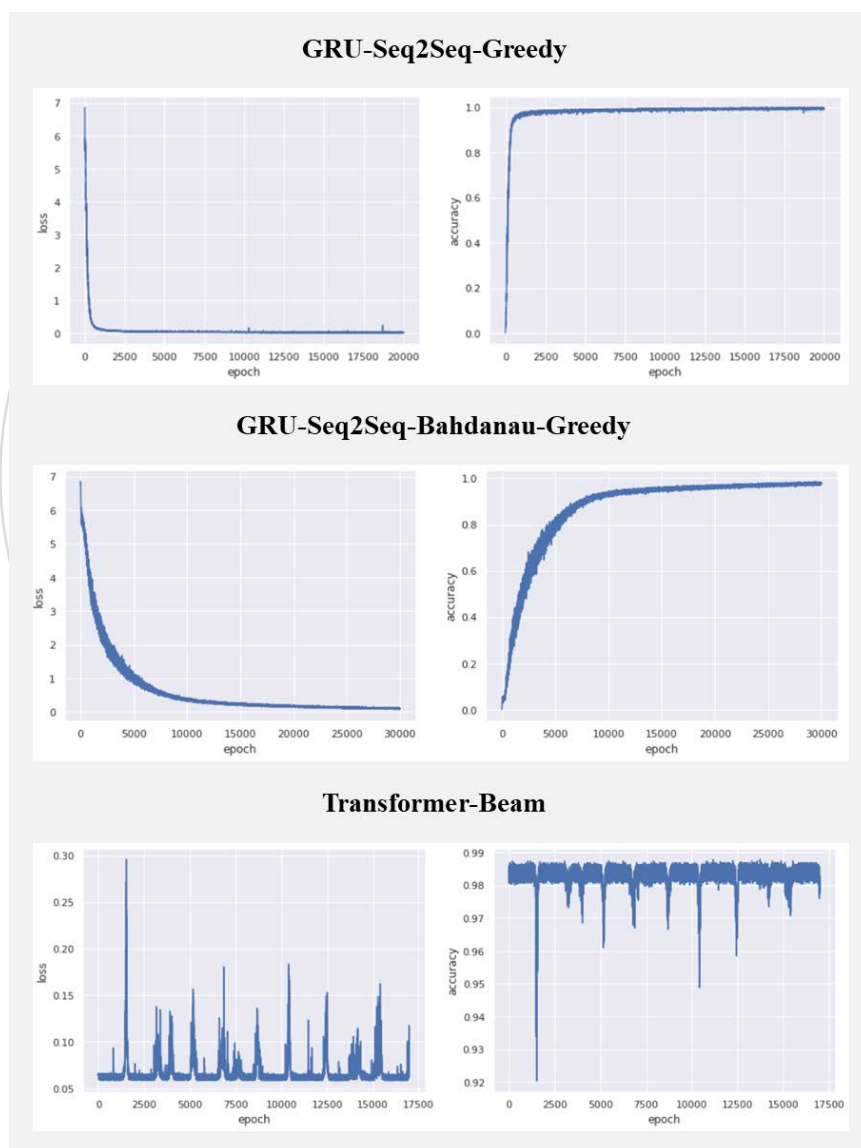 GRU-Seq2Seq-Greedy
7
6
5
4
3
2
1
0
loss
0 2500 5000 7500 10000 12500 15000 17500 20000
epoch
1.0
0.8
0.6
0.4
0.2
0.0
accuracy
0 2500 5000 7500 10000 12500 15000 17500 20000
epoch
GRU-Seq2Seq-Bahdanau-Greedy
7
6
5
4
3
2
1
0
loss
0 5000 10000 15000 20000 25000 30000
epoch
1.0
0.8
0.6
0.4
0.2
0.0
accuracy
0 5000 10000 15000 20000 25000 30000
epoch
Transformer-Beam
0.30
0.25
0.20
0.15
0.10
0.05
loss
0 2500 5000 7500 10000 12500 15000 17500
epoch
0.99
0.98
0.97
0.96
0.95
0.94
0.93
0.92
accuracy
0 2500 5000 7500 10000 12500 15000 17500
epoch